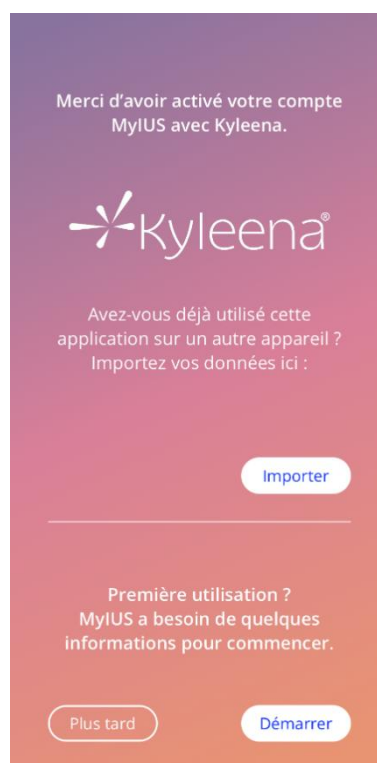 Merci d'avoir activé votre compte
MyIUS avec Kyleena.
Kyleena®
Avez-vous déjà utilisé cette
application sur un autre appareil ?
Importez vos données ici :
Importer
Première utilisation ?
MyIUS a besoin de quelques
informations pour commencer.
Plus tard
Démarrer